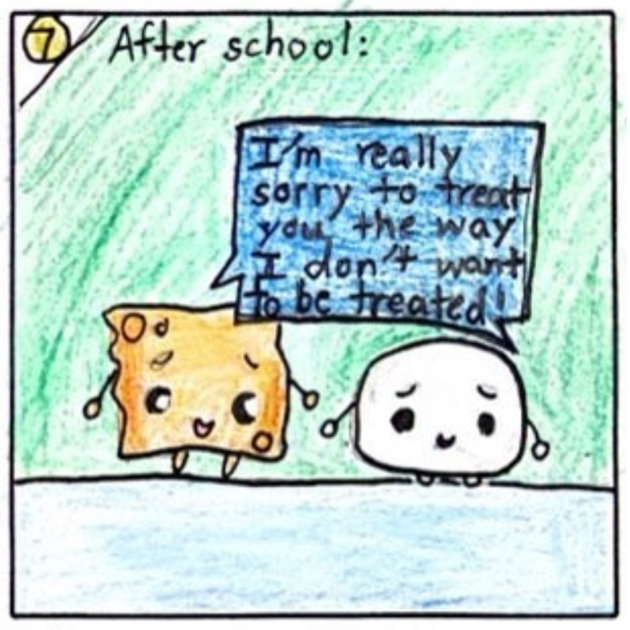 7
After school:
I'm really
sorry to treat
you the way
I don't want
to be treated!